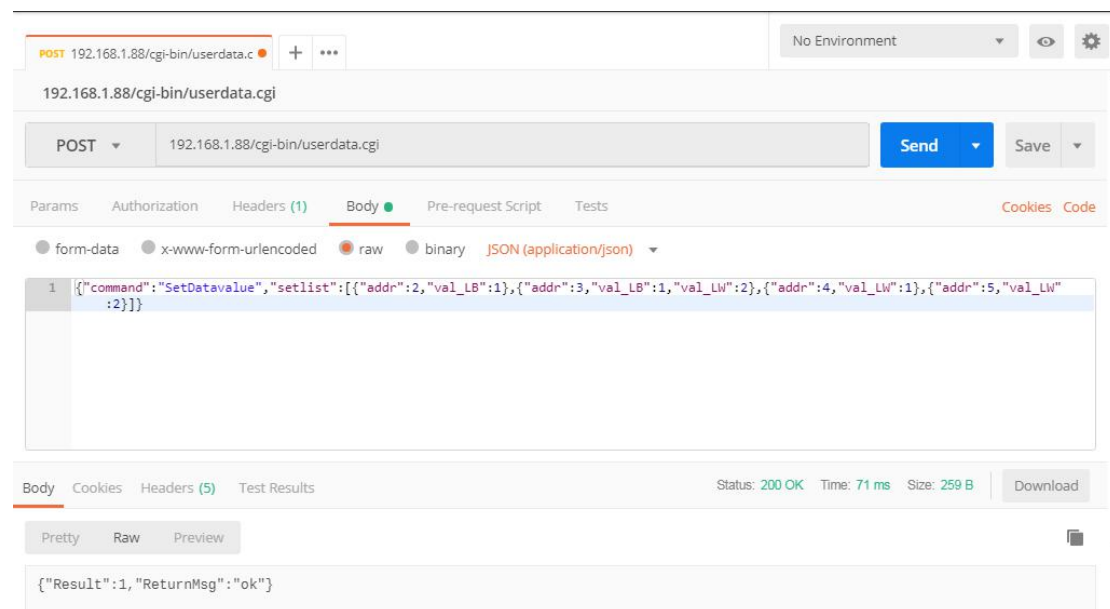 POST 192.168.1.88/cgi-bin/userdata.c
No Environment
192.168.1.88/cgi-bin/userdata.cgi
POST 192.168.1.88/cgi-bin/userdata.cgi Send Save
Params Authorization Headers (1) Body Pre-request Script Tests Cookies Code
form-data x-www-form-urlencoded raw binary JSON (application/json)
1 {"command":"SetDatavalue","setlist":[{"addr":2,"val_LB":1},{"addr":3,"val_LB":1,"val_LW":2},{"addr":4,"val_LW":1},{"addr":5,"val_LW"
:2}]}
Body Cookies Headers (5) Test Results Status: 200 OK Time: 71 ms Size: 259 B Download
Pretty Raw Preview
{"Result":1,"ReturnMsg":"ok"}